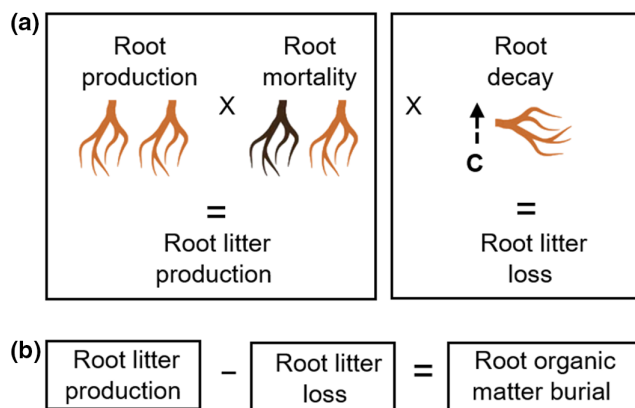 (a)
Root
production
X
Root
mortality
=
Root litter
production
X
Root
decay
C
=
Root litter
loss
(b)
Root litter
production
–
Root litter
loss
=
Root organic
matter burial